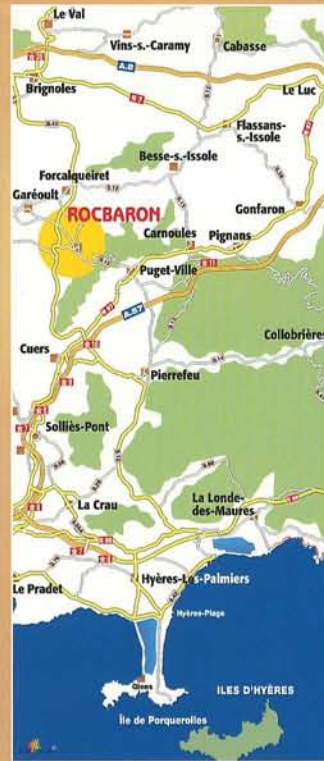 Le Val
Vins-s.-Caramy
Cabasse
A.8
Brignoles
N 7
Le Luc
Flassans-
s.-Issole
Besse-s.-Issole
Forcalqueiret
Garéoult
Gonfaron
ROCBARON
Carnoules
Pignans
Puget-Ville
A.57
Collobrières
Cuers
Pierrefeu
Solliès-Pont
La Crau
La Londe-
des-Maures
Le Pradet
Hyères-Les-Palmiers
Hyères-Plage
Giens
ILES D'HYÈRES
Île de Porquerolles